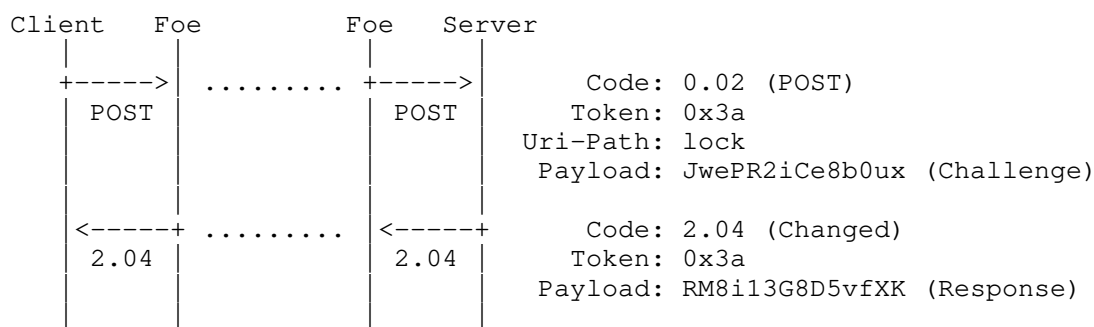 Client    Foe              Foe    Server
   |       |                |       |
   +------>| ......... +----->|       Code: 0.02 (POST)
   | POST  |                | POST  |      Token: 0x3a
   |       |                |       |   Uri-Path: lock
   |       |                |       |    Payload: JwePR2iCe8b0ux (Challenge)
   |       |                |       |
   |<-----+ ......... |<-----+       Code: 2.04 (Changed)
   | 2.04  |                | 2.04  |      Token: 0x3a
   |       |                |       |    Payload: RM8i13G8D5vfXK (Response)
   |       |                |       |